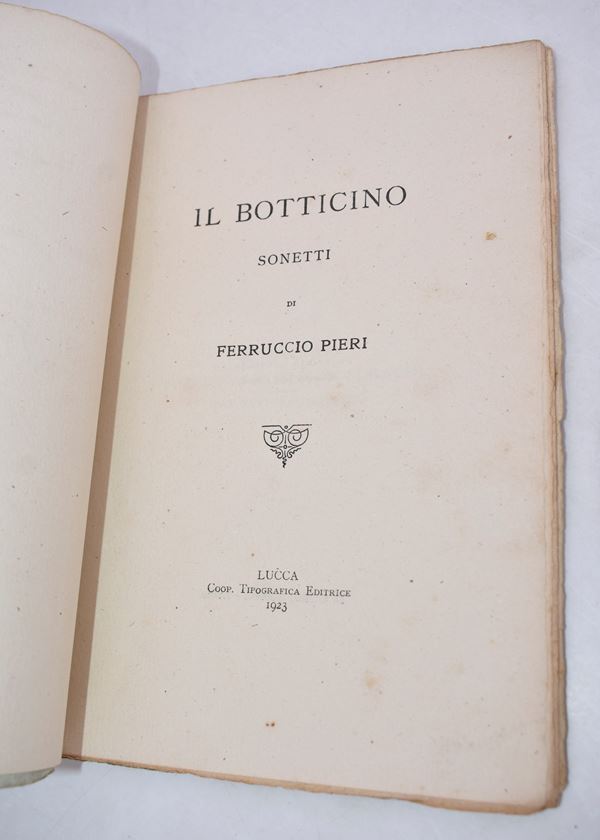 IL BOTTICINO
SONETTI
DI
FERRUCCIO PIERI
LUCCA
COOP. TIPOGRAFICA EDITRICE
1923